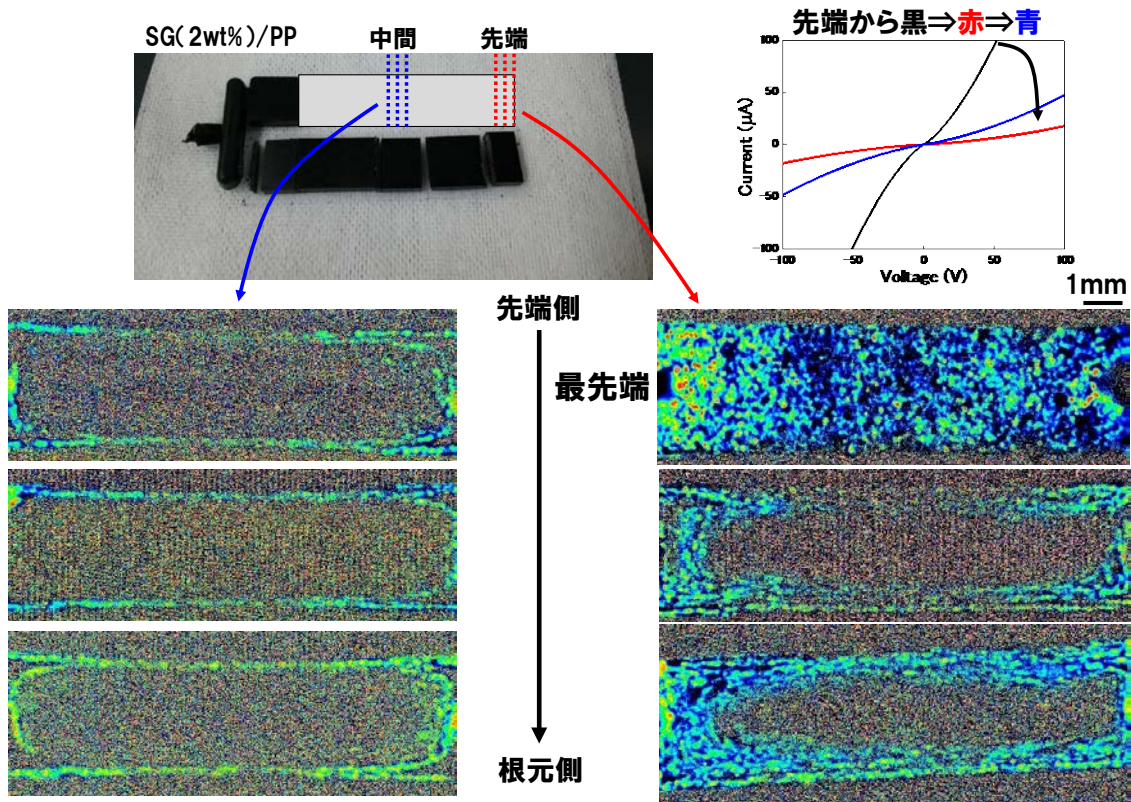 SG(2wt%)/PP
中間
先端
先端から黒⇒赤⇒青
100
50
0
−50
−100
Current (μA)
−100
−50
0
50
100
Voltage (V)
1mm
先端側
最先端
根元側